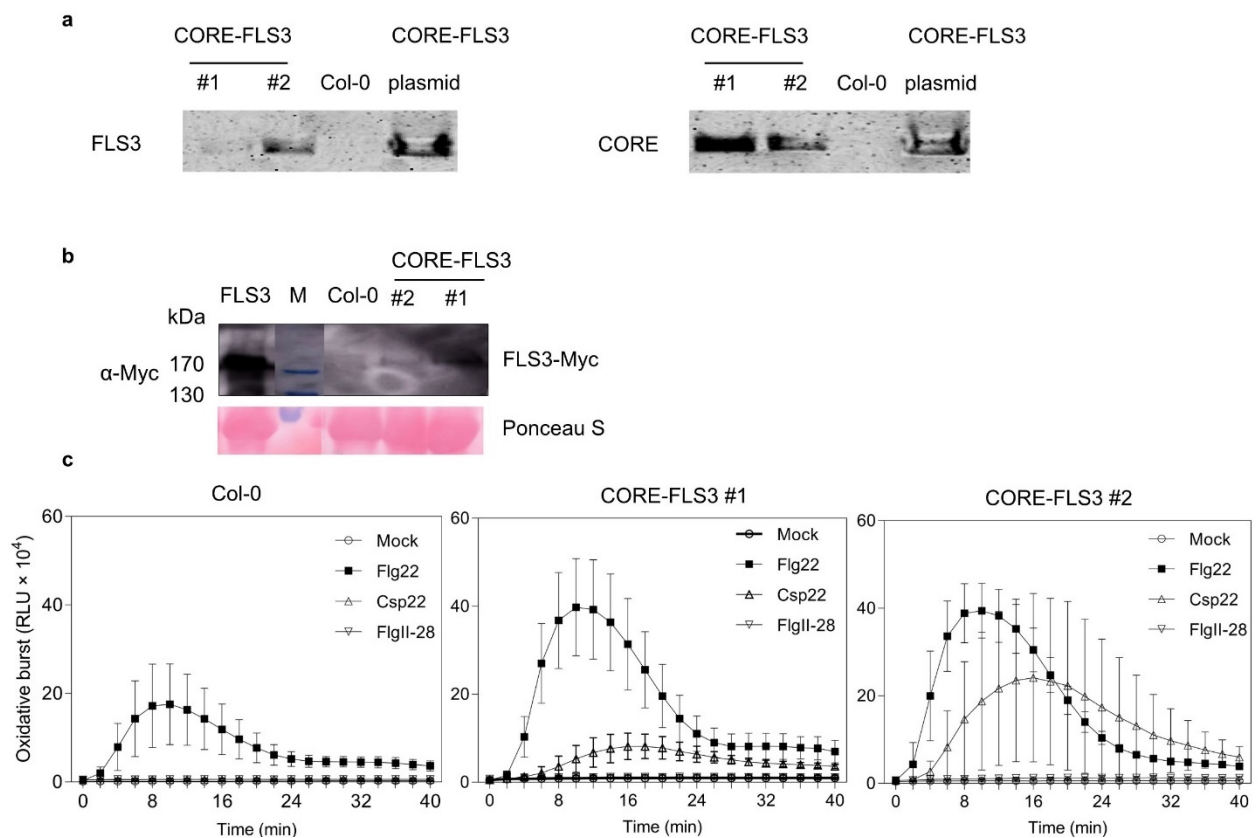 a
CORE-FLS3 CORE-FLS3 CORE-FLS3 CORE-FLS3
#1 #2 Col-0 plasmid #1 #2 Col-0 plasmid
FLS3 CORE
b
CORE-FLS3
FLS3 M Col-0 #2 #1
kDa
α-Myc 170 FLS3-Myc
130
Ponceau S
c
Col-0
Oxidative burst (RLU × 10⁴)
60
40
20
0
Mock
Flg22
Csp22
FlgII-28
0 8 16 24 32 40
Time (min)
CORE-FLS3 #1
60
40
20
0
Mock
Flg22
Csp22
FlgII-28
0 8 16 24 32 40
Time (min)
CORE-FLS3 #2
60
40
20
0
Mock
Flg22
Csp22
FlgII-28
0 8 16 24 32 40
Time (min)